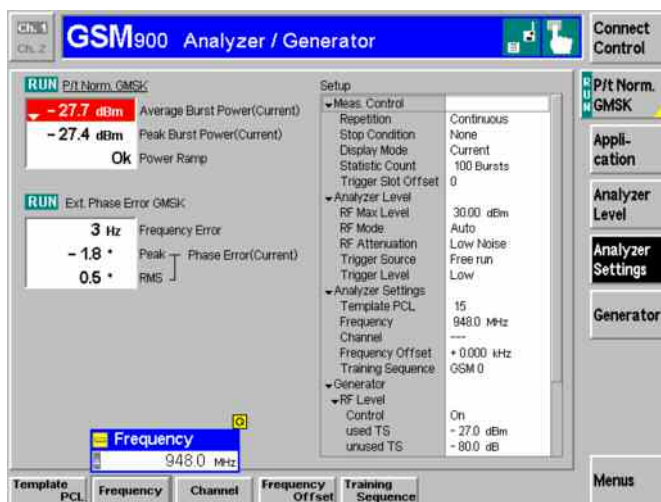 Ch. 1
Ch. 2
GSM900 Analyzer / Generator
Connect Control
RUN P/t Norm. GMSK
- 27.7 dBm Average Burst Power(Current)
- 27.4 dBm Peak Burst Power(Current)
Ok Power Ramp
RUN Ext. Phase Error GMSK
3 Hz Frequency Error
- 1.8 ° Peak Phase Error(Current)
0.5 ° RMS
Setup
Meas. Control
Repetition Continuous
Stop Condition None
Display Mode Current
Statistic Count 100 Bursts
Trigger Slot Offset 0
Analyzer Level
RF Max Level 30.00 dBm
RF Mode Auto
RF Attenuation Low Noise
Trigger Source Free run
Trigger Level Low
Analyzer Settings
Template PCL 15
Frequency 948.0 MHz
Channel ---
Frequency Offset + 0.000 kHz
Training Sequence GSM 0
Generator
RF Level
Control On
used TS - 27.0 dBm
unused TS - 80.0 dB
RUN
P/t Norm. GMSK
Appli-
cation
Analyzer Level
Analyzer Settings
Generator
Menus
Frequency
948.0 MHz
Template PCL
Frequency
Channel
Frequency Offset
Training Sequence